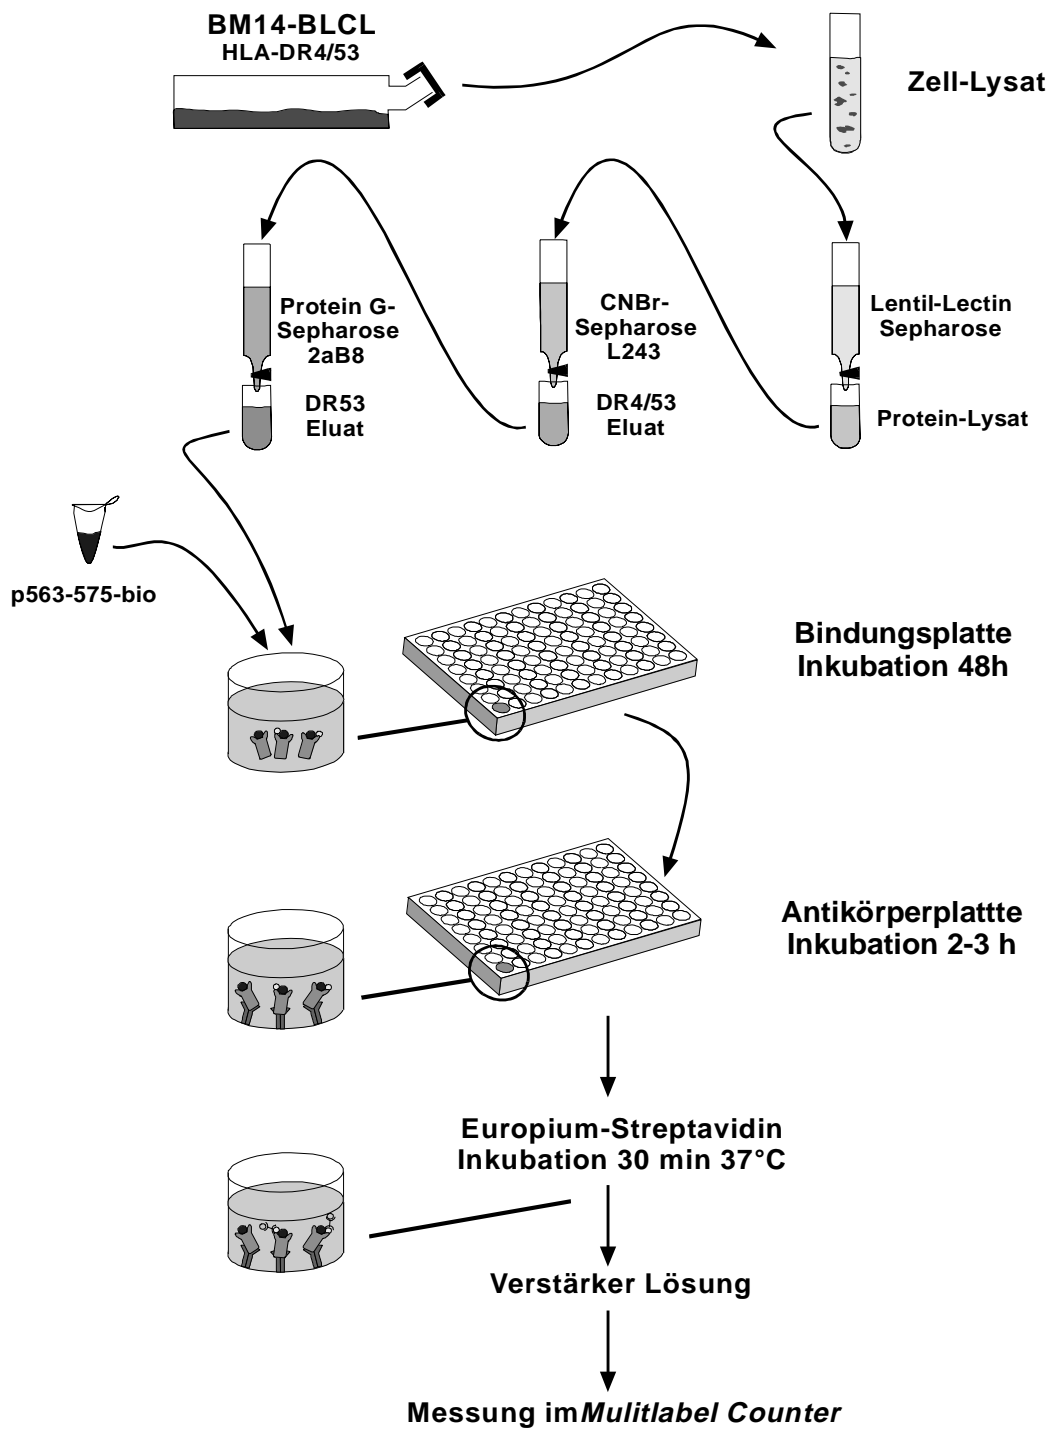 BM14-BLCL
HLA-DR4/53
Zell-Lysat
Protein G-
Sepharose
2aB8
CNBr-
Sepharose
L243
Lentil-Lectin
Sepharose
DR53
Eluat
DR4/53
Eluat
Protein-Lysat
p563-575-bio
Bindungsplatte
Inkubation 48h
Antikörperplattte
Inkubation 2-3 h
Europium-Streptavidin
Inkubation 30 min 37°C
Verstärker Lösung
Messung im Mulitlabel Counter